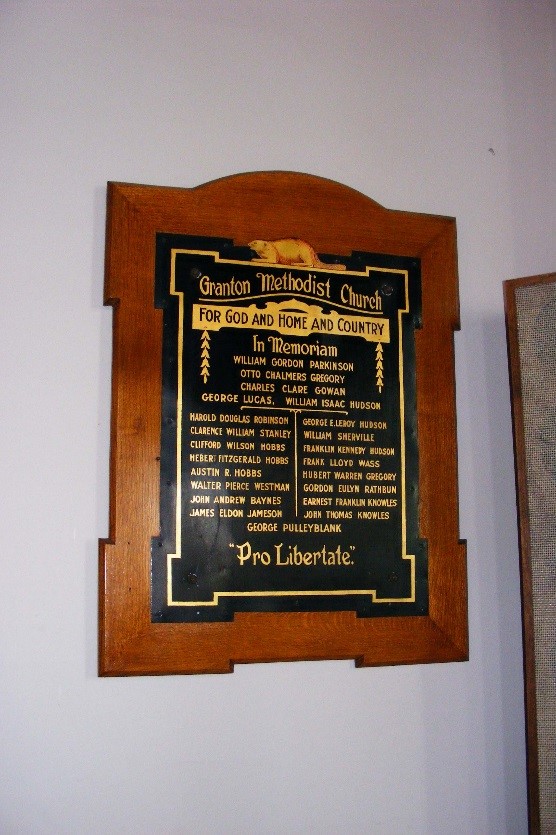 Granton Methodist Church
FOR GOD AND HOME AND COUNTRY
In Memoriam
WILLIAM GORDON PARKINSON
OTTO CHALMERS GREGORY
CHARLES CLARE GOWAN
GEORGE LUCAS, WILLIAM ISAAC HUDSON
HAROLD DOUGLAS ROBINSON
CLARENCE WILLIAM STANLEY
CLIFFORD WILSON HOBBS
HEBER FITZGERALD HOBBS
AUSTIN R. HOBBS
WALTER PIERCE WESTMAN
JOHN ANDREW BAYNES
JAMES ELDON JAMESON
GEORGE E. LEROY HUDSON
WILLIAM SHERVILLE
FRANKLIN KENNEDY HUDSON
FRANK LLOYD WASS
HUBERT WARREN GREGORY
GORDON EULYN RATHBUN
EARNEST FRANKLIN KNOWLES
JOHN THOMAS KNOWLES
GEORGE PULLEYBLANK
"Pro Libertate."